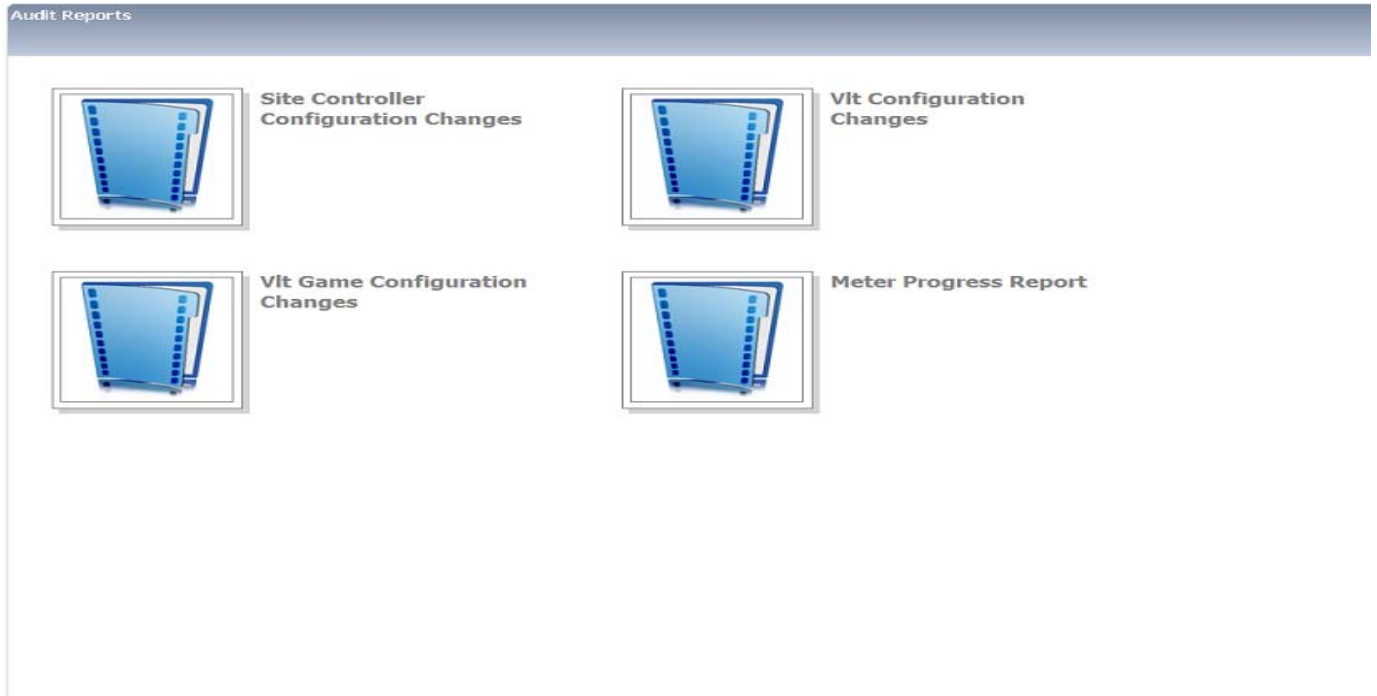 Audit Reports
Site Controller
Configuration Changes
Vlt Configuration
Changes
Vlt Game Configuration
Changes
Meter Progress Report